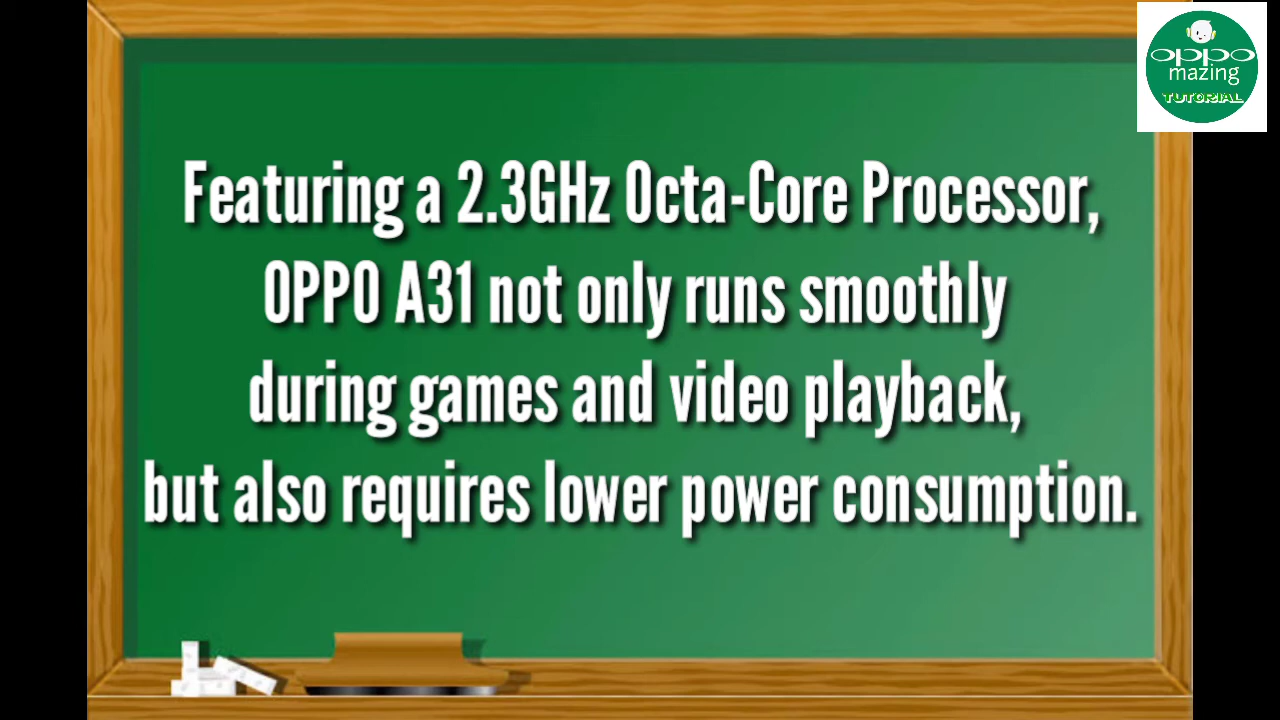 oppo
mazing
TUTORIAL
Featuring a 2.3GHz Octa-Core Processor,
OPPO A31 not only runs smoothly
during games and video playback,
but also requires lower power consumption.